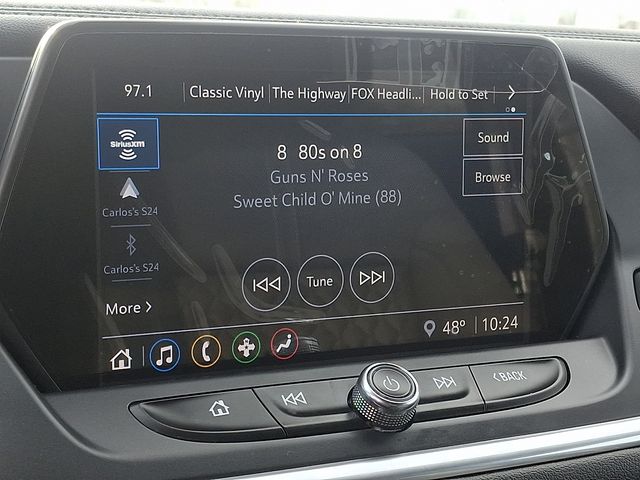 97.1 Classic Vinyl The Highway FOX Headli... Hold to Set
SiriusXM
8 80s on 8
Guns N' Roses
Sweet Child O' Mine (88)
Sound
Browse
Carlos's S24
Carlos's S24
More
Tune
48° 10:24
BACK